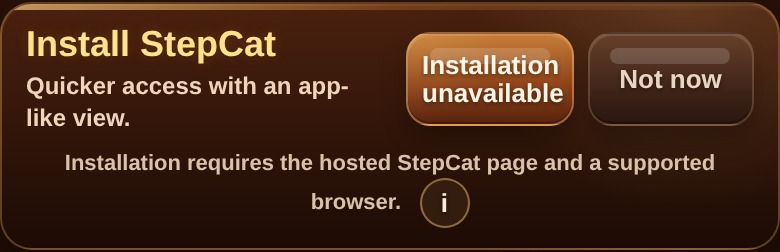 Install StepCat
Quicker access with an app-
like view.
Installation
unavailable
Not now
Installation requires the hosted StepCat page and a supported
browser. i